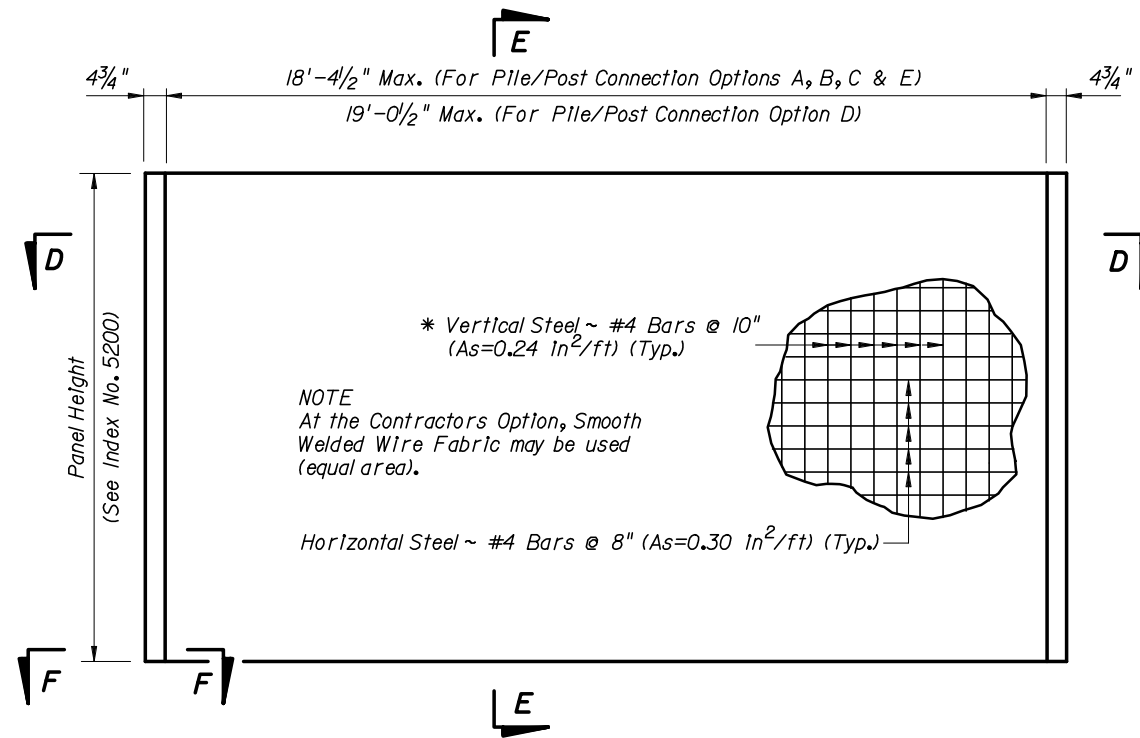 E
4¾" 18'-4½" Max. (For Pile/Post Connection Options A, B, C & E) 4¾"
19'-0½" Max. (For Pile/Post Connection Option D)
D D
Panel Height
(See Index No. 5200)
* Vertical Steel ~ #4 Bars @ 10"
(As=0.24 in²/ft) (Typ.)
NOTE
At the Contractors Option, Smooth
Welded Wire Fabric may be used
(equal area).
Horizontal Steel ~ #4 Bars @ 8" (As=0.30 in²/ft) (Typ.)
F F
E